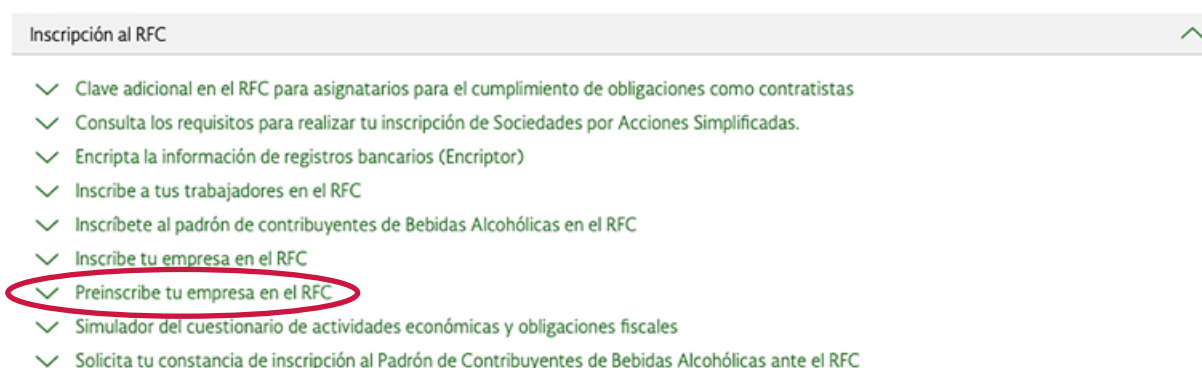 Inscripción al RFC
Clave adicional en el RFC para asignatarios para el cumplimiento de obligaciones como contratistas
Consulta los requisitos para realizar tu inscripción de Sociedades por Acciones Simplificadas.
Encripta la información de registros bancarios (Encriptor)
Inscribe a tus trabajadores en el RFC
Inscríbete al padrón de contribuyentes de Bebidas Alcohólicas en el RFC
Inscribe tu empresa en el RFC
Preinscribe tu empresa en el RFC
Simulador del cuestionario de actividades económicas y obligaciones fiscales
Solicita tu constancia de inscripción al Padrón de Contribuyentes de Bebidas Alcohólicas ante el RFC